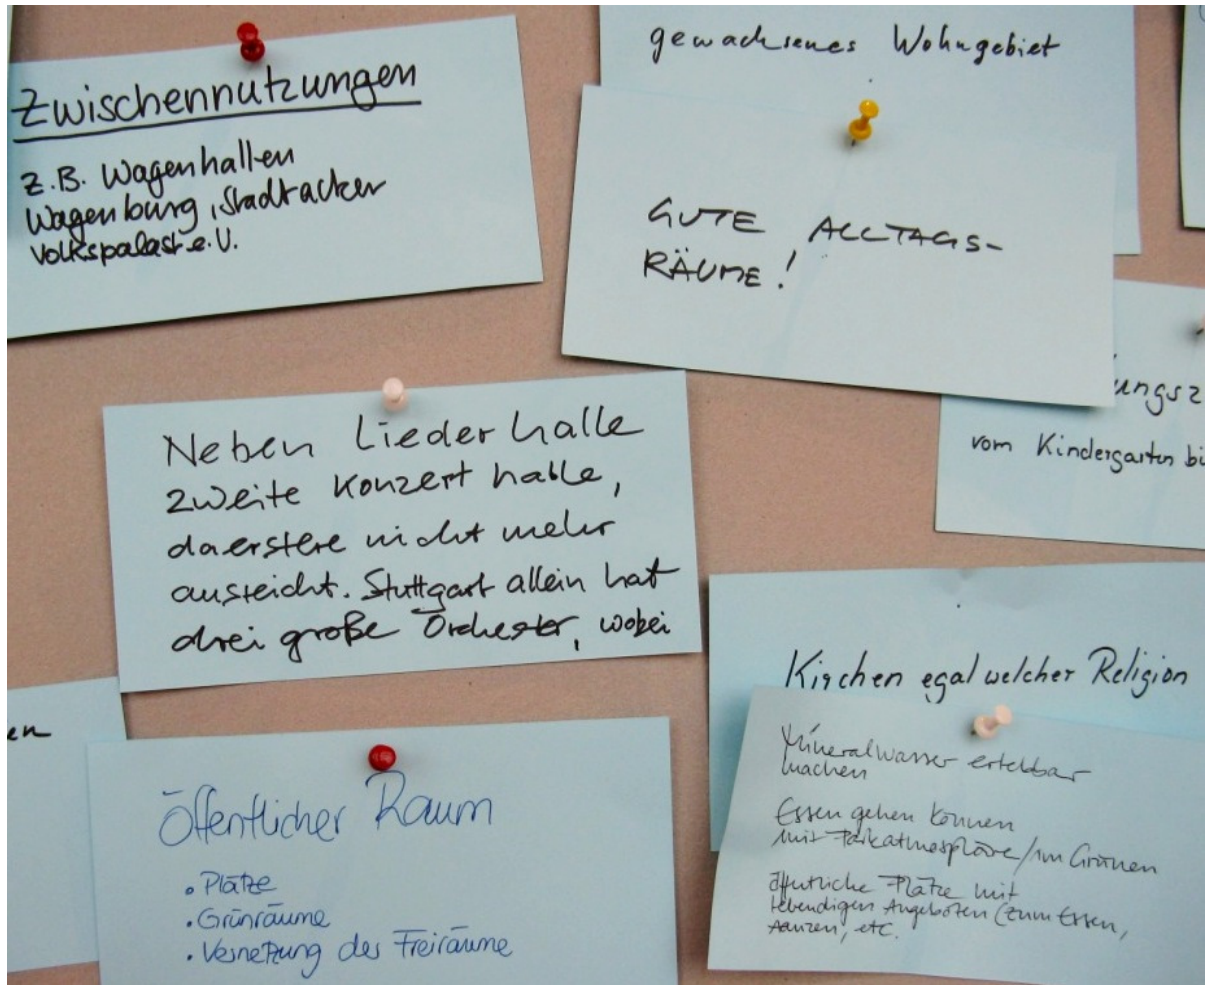 Zwischennutzungen
z.B. Wagenhallen
Wagenburg, Stadtacker
Volkspalast e.V.
gewachsenes Wohngebiet
GUTE ALLTAGS-
RÄUME!
ungsz
vom Kindergarten bi
Neben Liederhalle
zweite Konzerthalle,
da erstere nicht mehr
ausreicht. Stuttgart allein hat
drei große Orchester, wobei
Kirchen egal welcher Religion
en
Öffentlicher Raum
• Plätze
• Grünräume
• Vernetzung der Freiräume
Mineralwasser erlebbar
machen
Essen gehen können
mit Parkatmosphäre/im Grünen
öffentliche Plätze mit
lebendigen Angeboten (zum Essen,
Tanzen, etc.